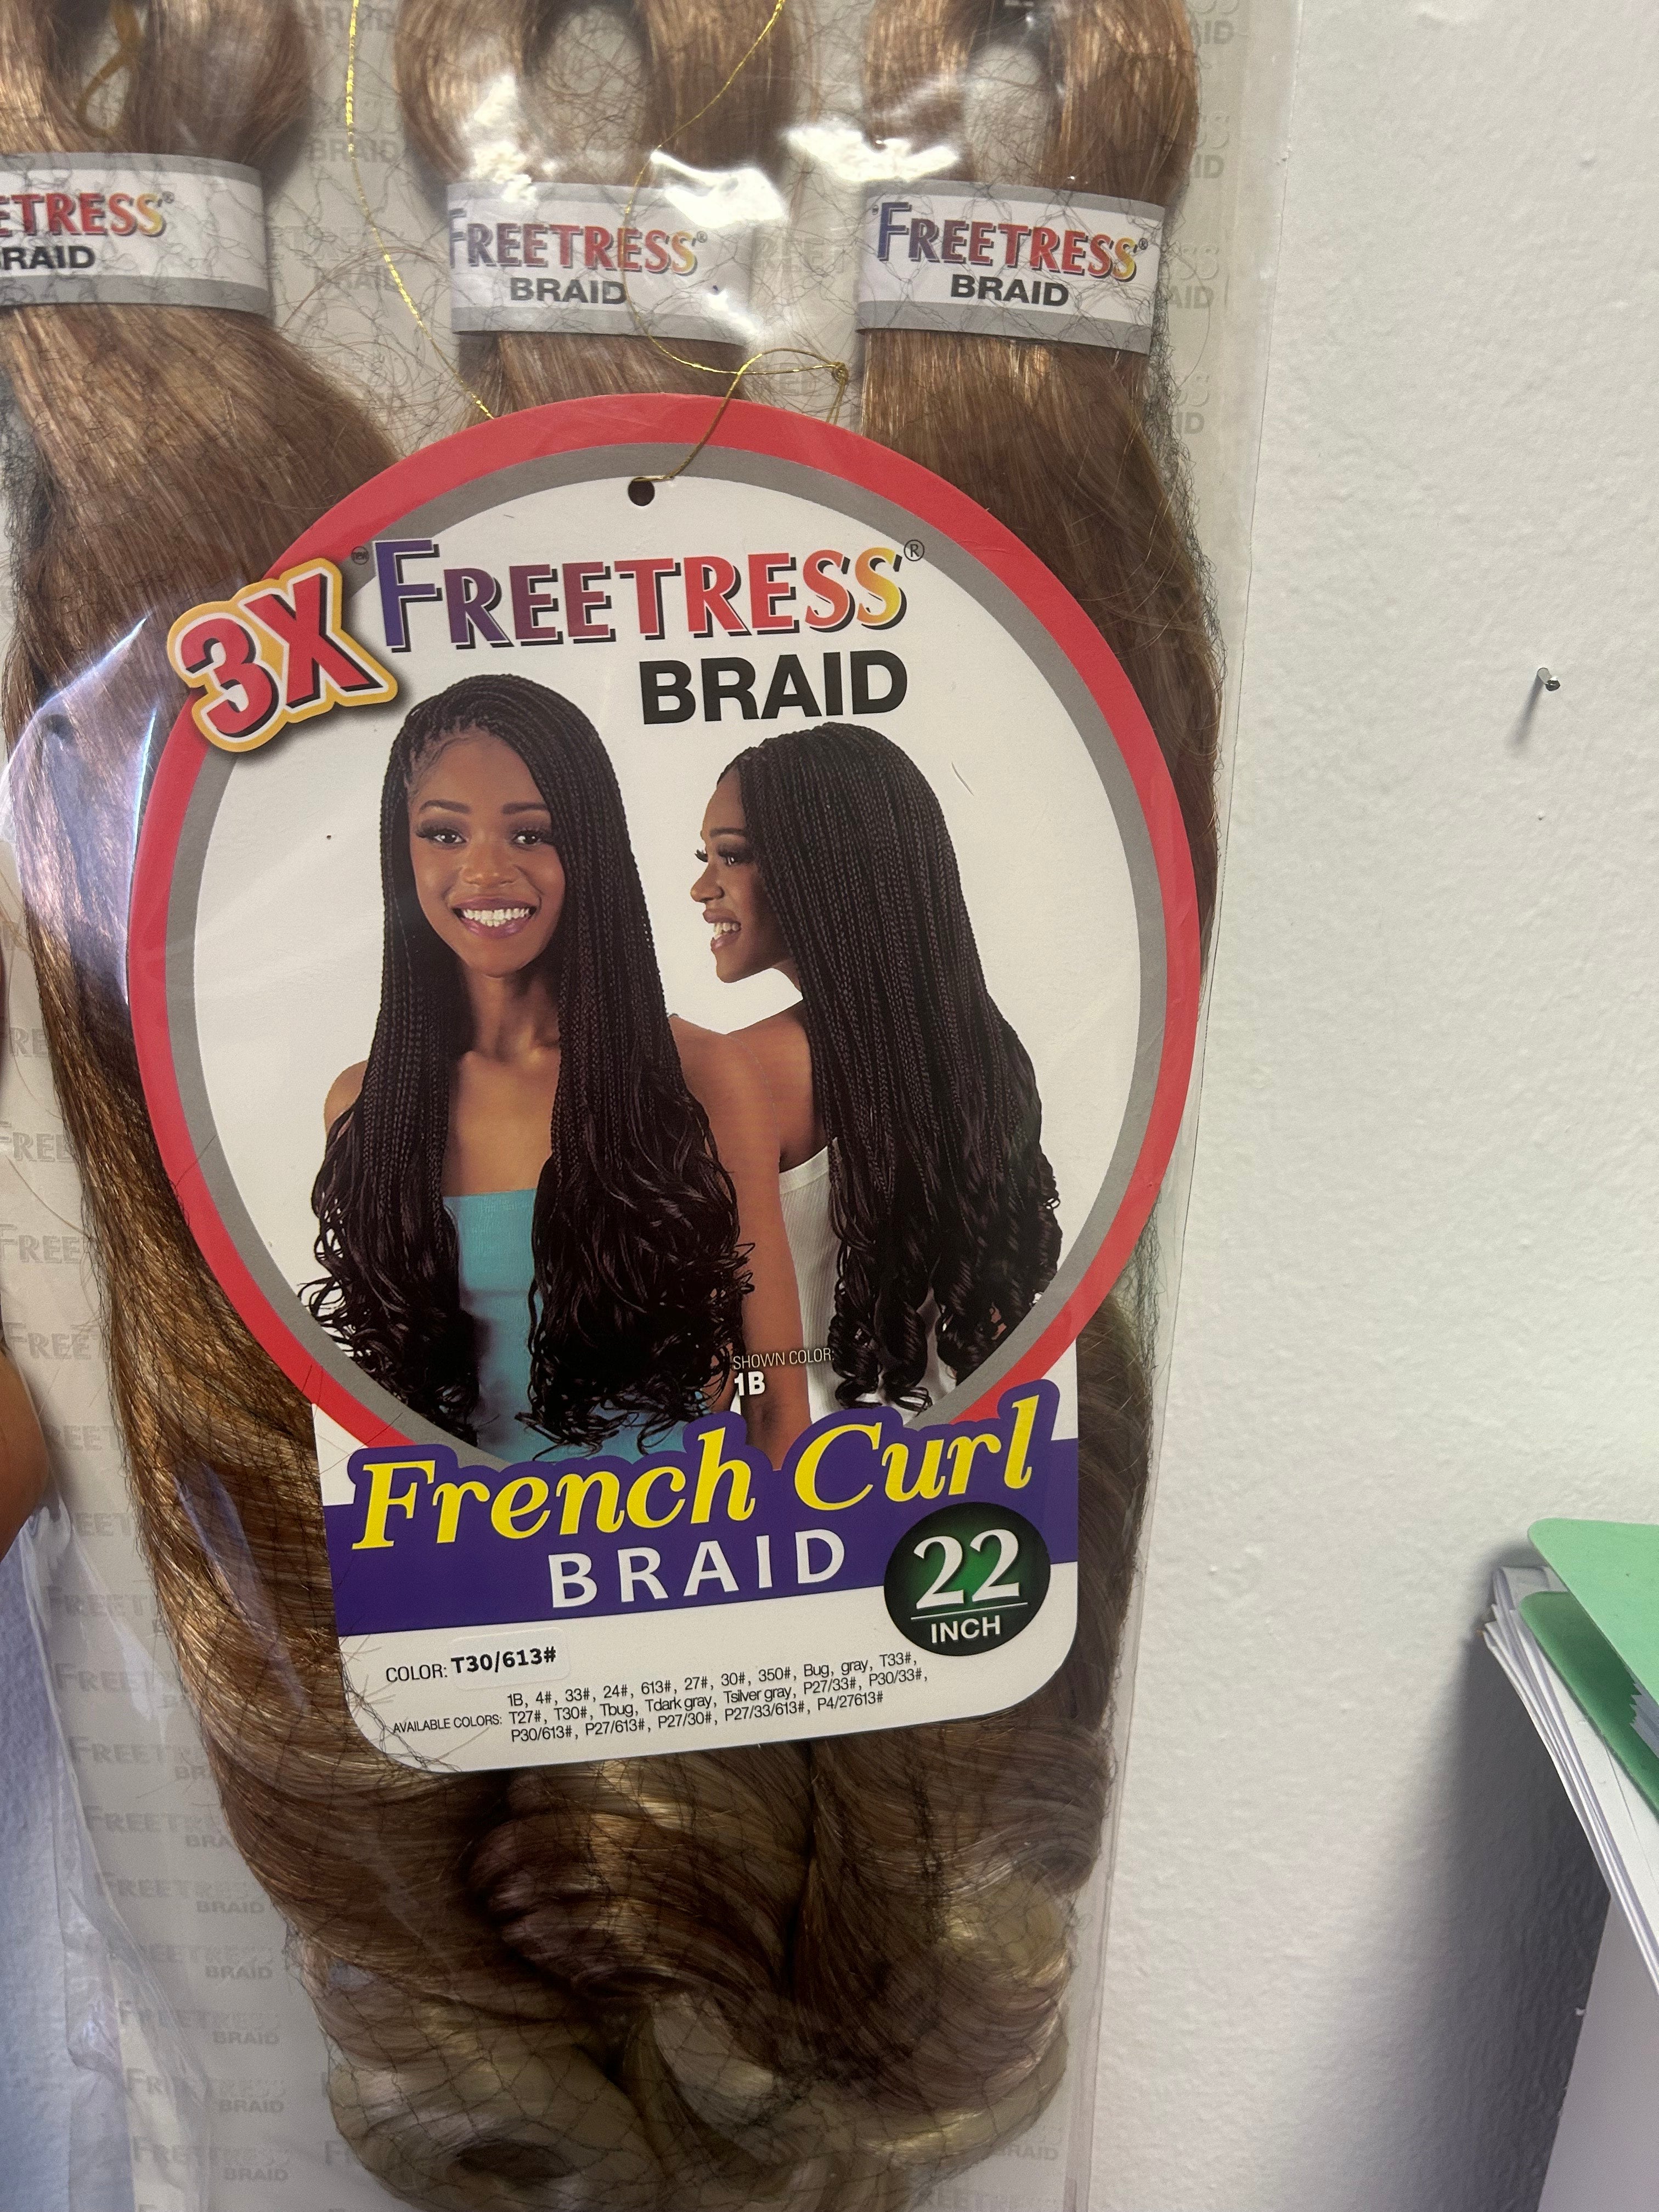 ETRESS®
RAID
FREETRESS®
BRAID
FREETRESS®
BRAID
3X
FREETRESS®
BRAID
SHOWN COLOR:
1B
French Curl
BRAID
22
INCH
COLOR: T30/613#
AVAILABLE COLORS: 1B, 4#, 33#, 24#, 613#, 27#, 30#, 350#, Bug, gray, T33#,
T27#, T30#, Tbug, Tdark gray, Tsilver gray, P27/33#, P30/33#,
P30/613#, P27/613#, P27/30#, P27/33/613#, P4/27613#